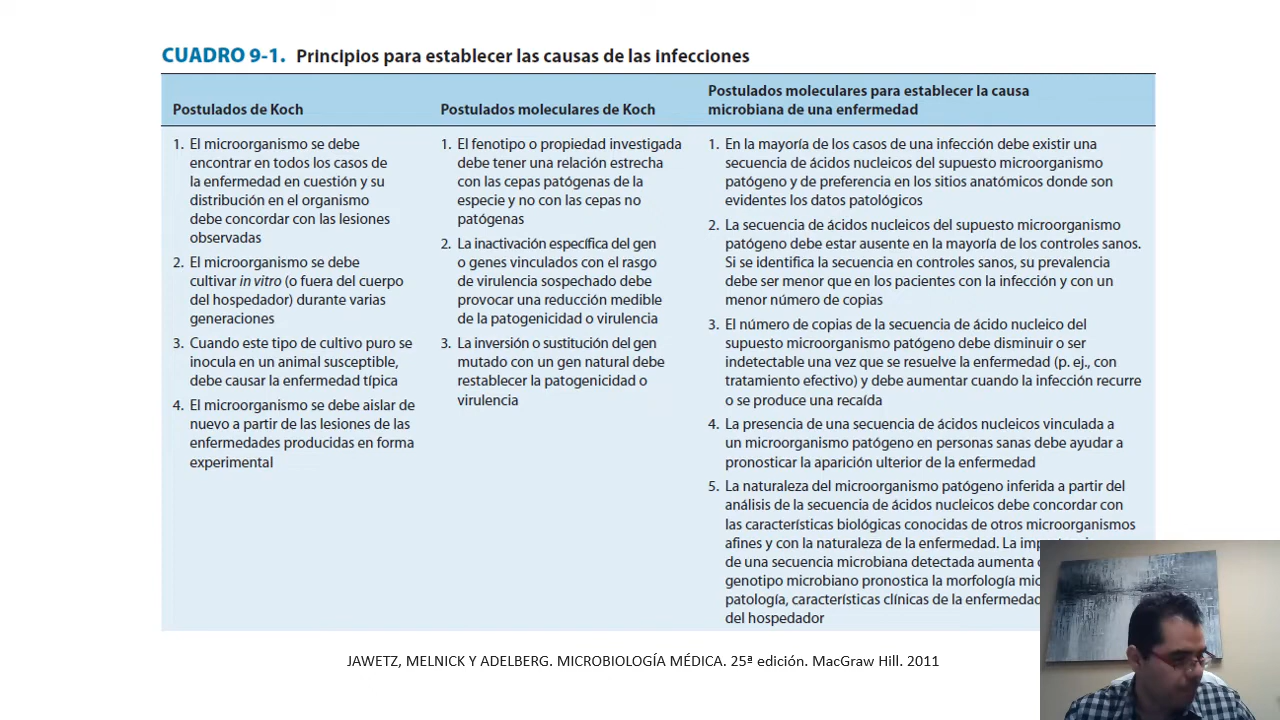 CUADRO 9-1. Principios para establecer las causas de las infecciones
Postulados de Koch
1. El microorganismo se debe
encontrar en todos los casos de
la enfermedad en cuestión y su
distribución en el organismo
debe concordar con las lesiones
observadas
2. El microorganismo se debe
cultivar in vitro (o fuera del cuerpo
del hospedador) durante varias
generaciones
3. Cuando este tipo de cultivo puro se
inocula en un animal susceptible,
debe causar la enfermedad típica
4. El microorganismo se debe aislar de
nuevo a partir de las lesiones de las
enfermedades producidas en forma
experimental
Postulados moleculares de Koch
1. El fenotipo o propiedad investigada
debe tener una relación estrecha
con las cepas patógenas de la
especie y no con las cepas no
patógenas
2. La inactivación específica del gen
o genes vinculados con el rasgo
de virulencia sospechado debe
provocar una reducción medible
de la patogenicidad o virulencia
3. La inversión o sustitución del gen
mutado con un gen natural debe
restablecer la patogenicidad o
virulencia
Postulados moleculares para establecer la causa
microbiana de una enfermedad
1. En la mayoría de los casos de una infección debe existir una
secuencia de ácidos nucleicos del supuesto microorganismo
patógeno y de preferencia en los sitios anatómicos donde son
evidentes los datos patológicos
2. La secuencia de ácidos nucleicos del supuesto microorganismo
patógeno debe estar ausente en la mayoría de los controles sanos.
Si se identifica la secuencia en controles sanos, su prevalencia
debe ser menor que en los pacientes con la infección y con un
menor número de copias
3. El número de copias de la secuencia de ácido nucleico del
supuesto microorganismo patógeno debe disminuir o ser
indetectable una vez que se resuelve la enfermedad (p. ej., con
tratamiento efectivo) y debe aumentar cuando la infección recurre
o se produce una recaída
4. La presencia de una secuencia de ácidos nucleicos vinculada a
un microorganismo patógeno en personas sanas debe ayudar a
pronosticar la aparición ulterior de la enfermedad
5. La naturaleza del microorganismo patógeno inferida a partir del
análisis de la secuencia de ácidos nucleicos debe concordar con
las características biológicas conocidas de otros microorganismos
afines y con la naturaleza de la enfermedad. La
de una secuencia microbiana detectada aumenta
genotipo microbiano pronostica la morfología
patología, características clínicas de la enfermedad
del hospedador
JAWETZ, MELNICK Y ADELBERG. MICROBIOLOGÍA MÉDICA. 25ª edición. MacGraw Hill. 2011